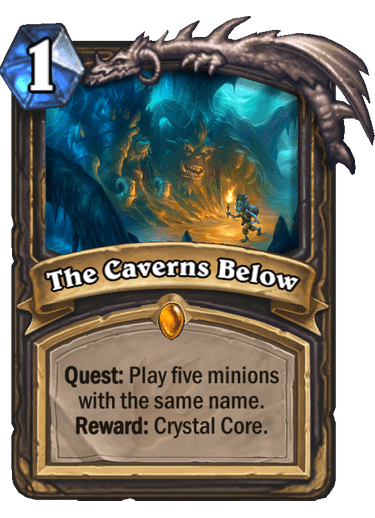 1
The Caverns Below
Quest: Play five minions
with the same name.
Reward: Crystal Core.